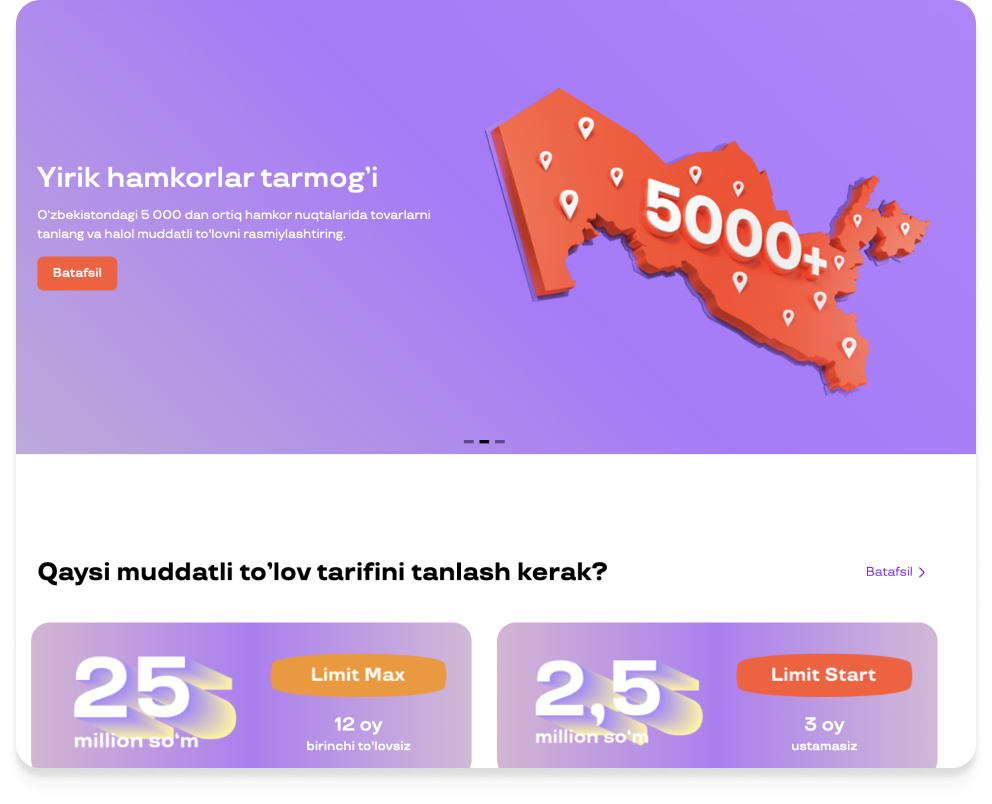 Yirik hamkorlar tarmog’i
O'zbekistondagi 5 000 dan ortiq hamkor nuqtalarida tovarlarni
tanlang va halol muddatli to'lovni rasmiylashtiring.
Batafsil
5000+
Qaysi muddatli to’lov tarifini tanlash kerak?
Batafsil
25
million so‘m
Limit Max
12 oy
birinchi to'lovsiz
2,5
million so‘m
Limit Start
3 oy
ustamasiz